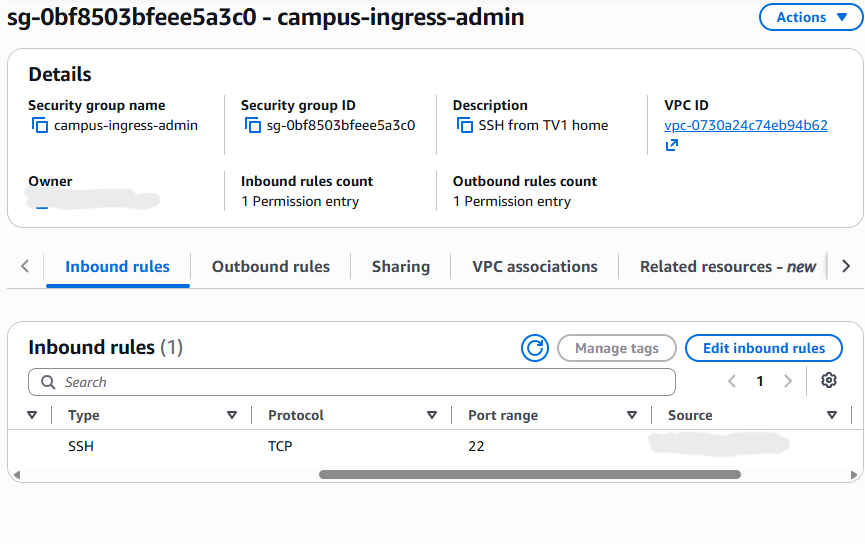 sg-0bf8503bfeee5a3c0 - campus-ingress-admin
Actions
Details
Security group name
campus-ingress-admin
Security group ID
sg-0bf8503bfeee5a3c0
Description
SSH from TV1 home
VPC ID
vpc-0730a24c74eb94b62
Owner
Inbound rules count
1 Permission entry
Outbound rules count
1 Permission entry
Inbound rules
Outbound rules
Sharing
VPC associations
Related resources - new
Inbound rules (1)
Manage tags
Edit inbound rules
Search
1
Type
Protocol
Port range
Source
SSH
TCP
22